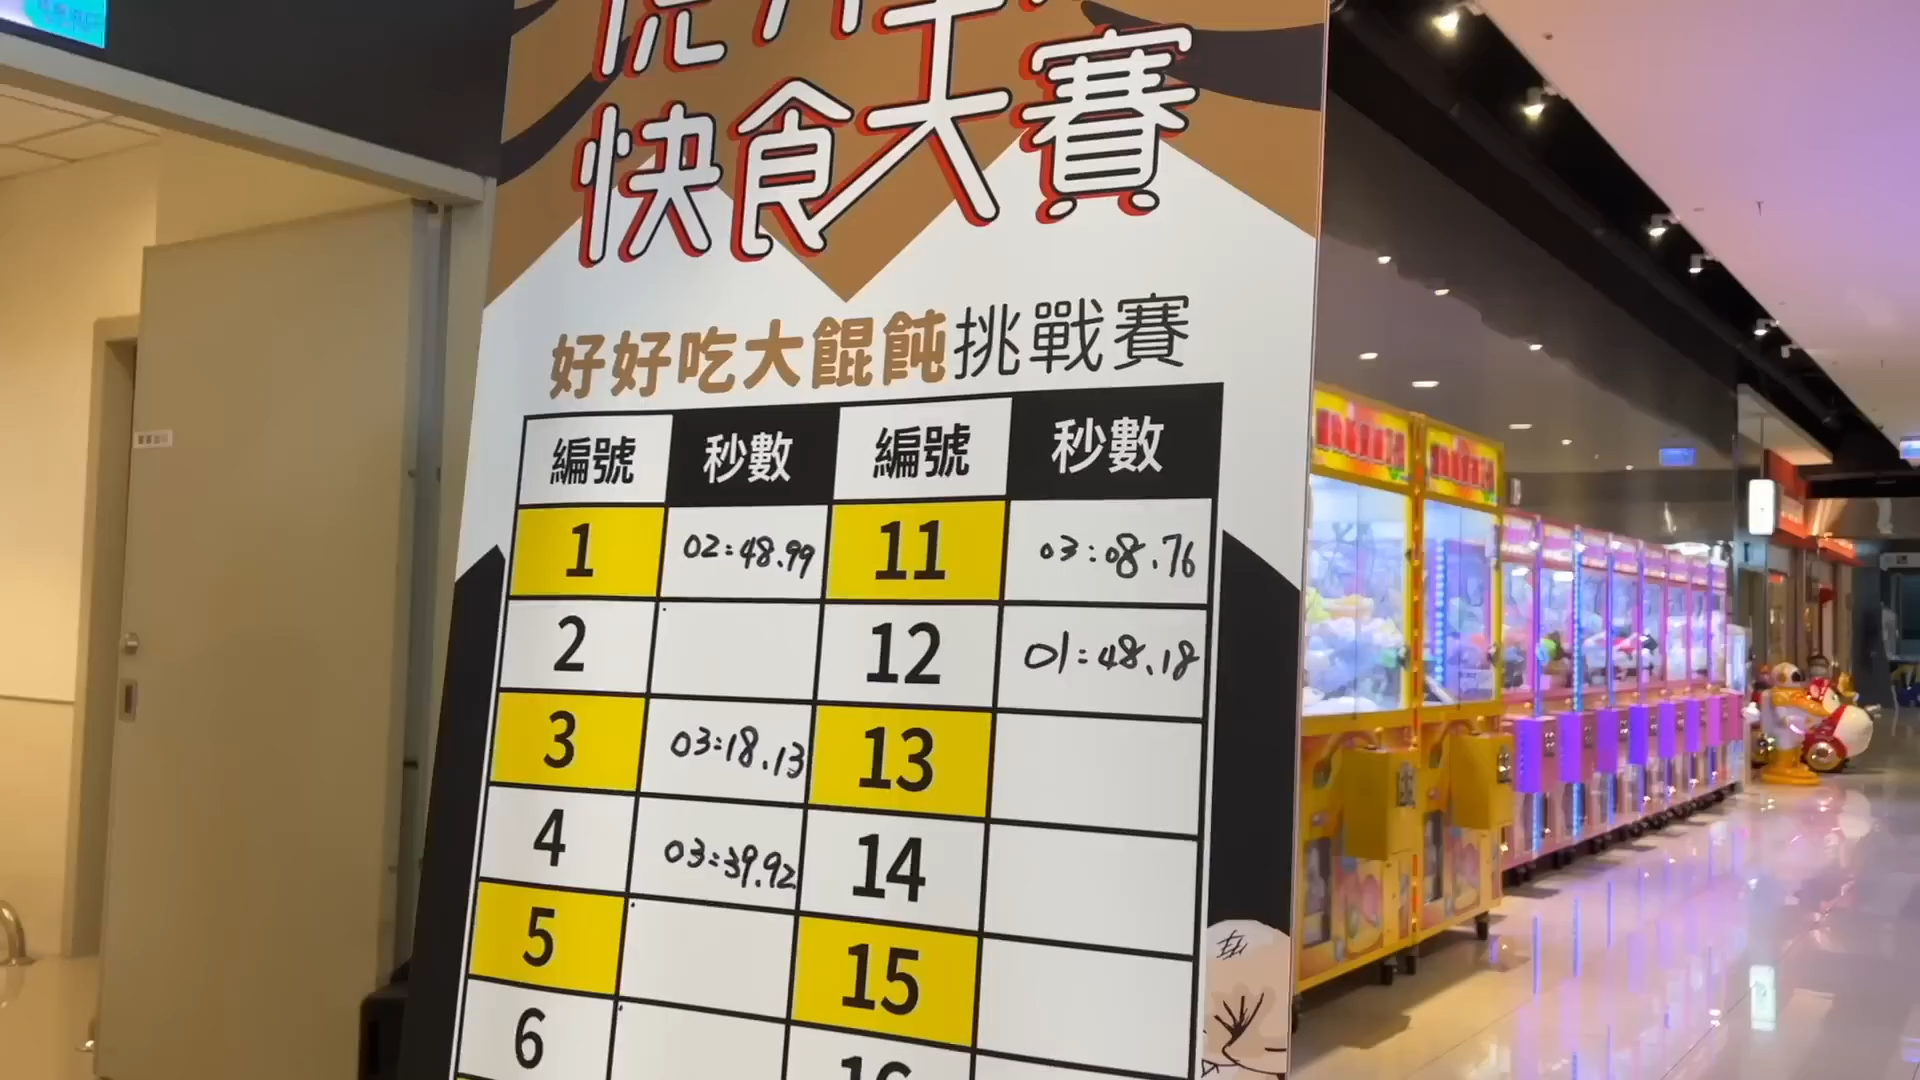 快食大賽
好好吃大餛飩挑戰賽
編號 秒數 編號 秒數
1 02:48.99 11 03:08.76
2 12 01:48.18
3 03:18.13 13
4 03:39.92 14
5 15
6 16